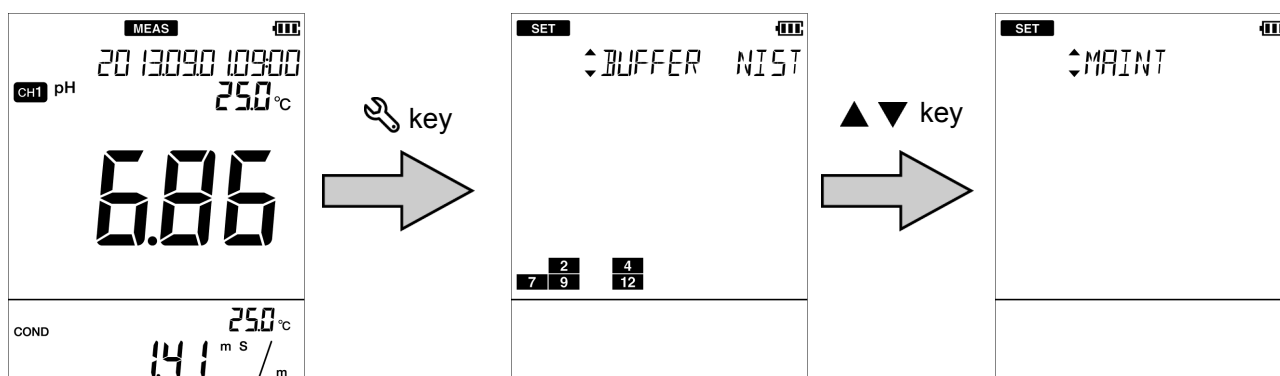 MEAS
2013.09.01.09:00
CH1 pH
25.0 °C
6.86
COND
25.0 °C
1.41 m S / m
key
SET
BUFFER NIST
2 4
7 9 12
▲ ▼ key
SET
MAINT